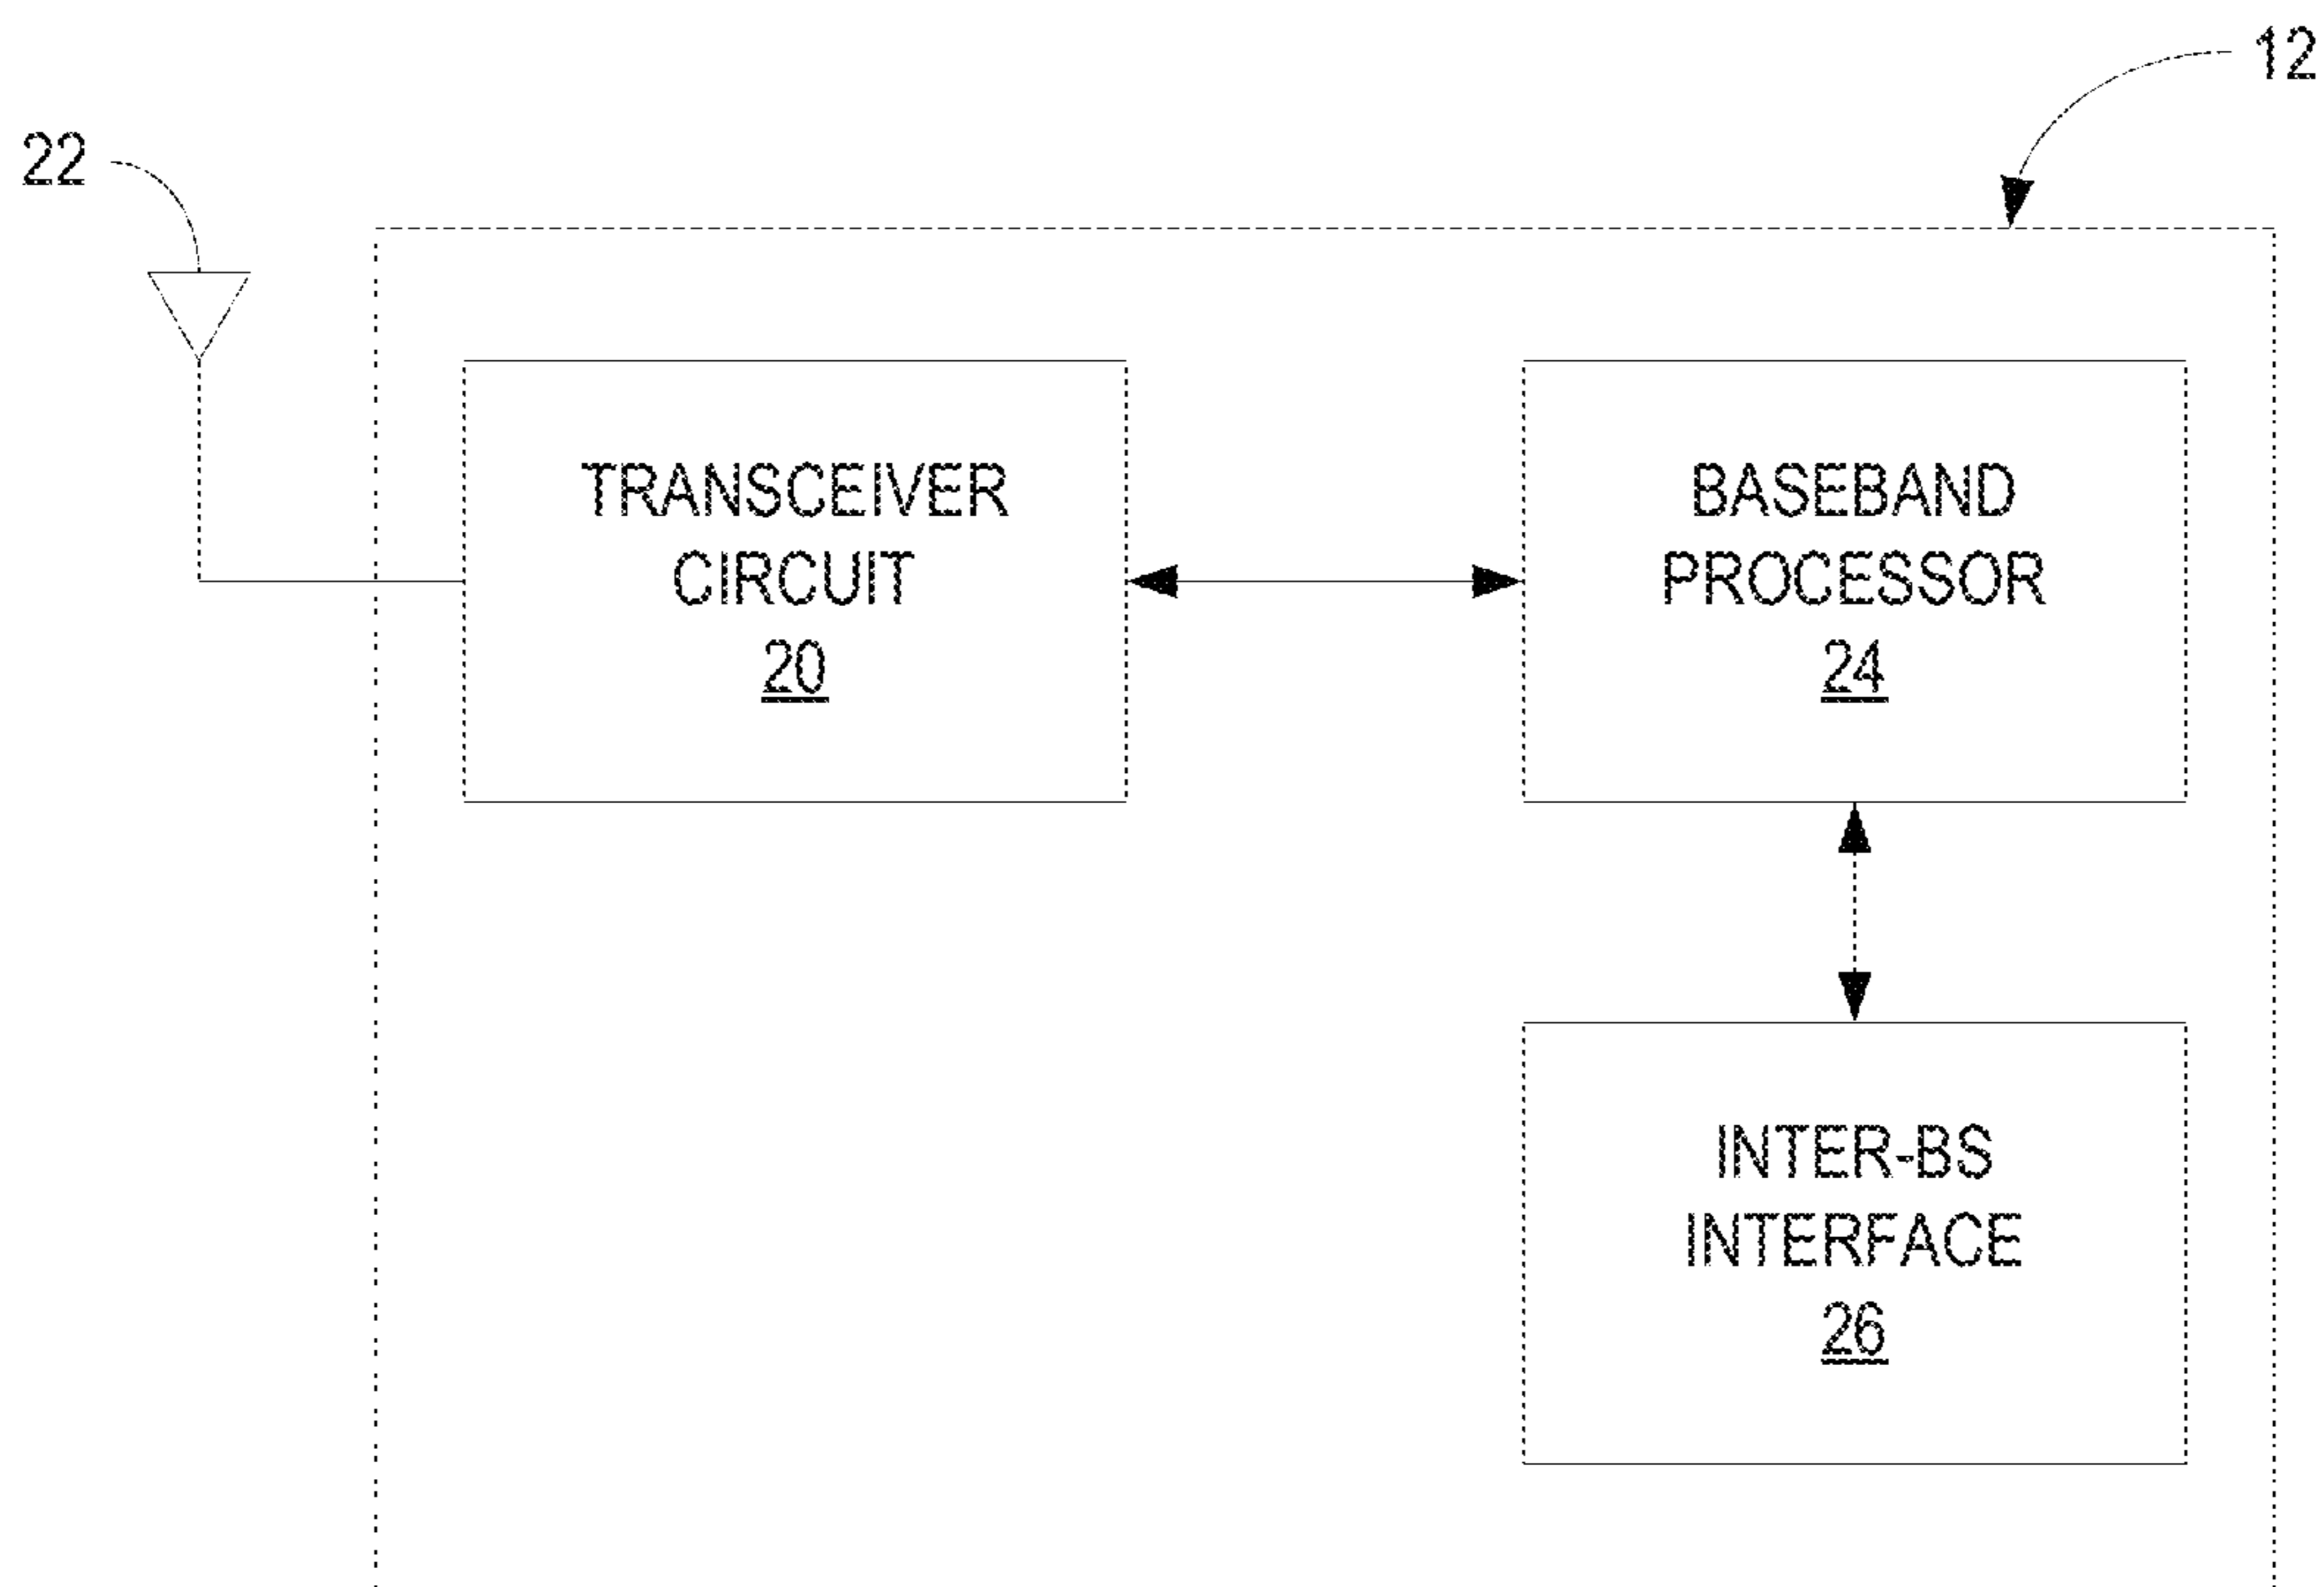 12
22
TRANSCEIVER
CIRCUIT
20
BASEBAND
PROCESSOR
24
INTER-BS
INTERFACE
26